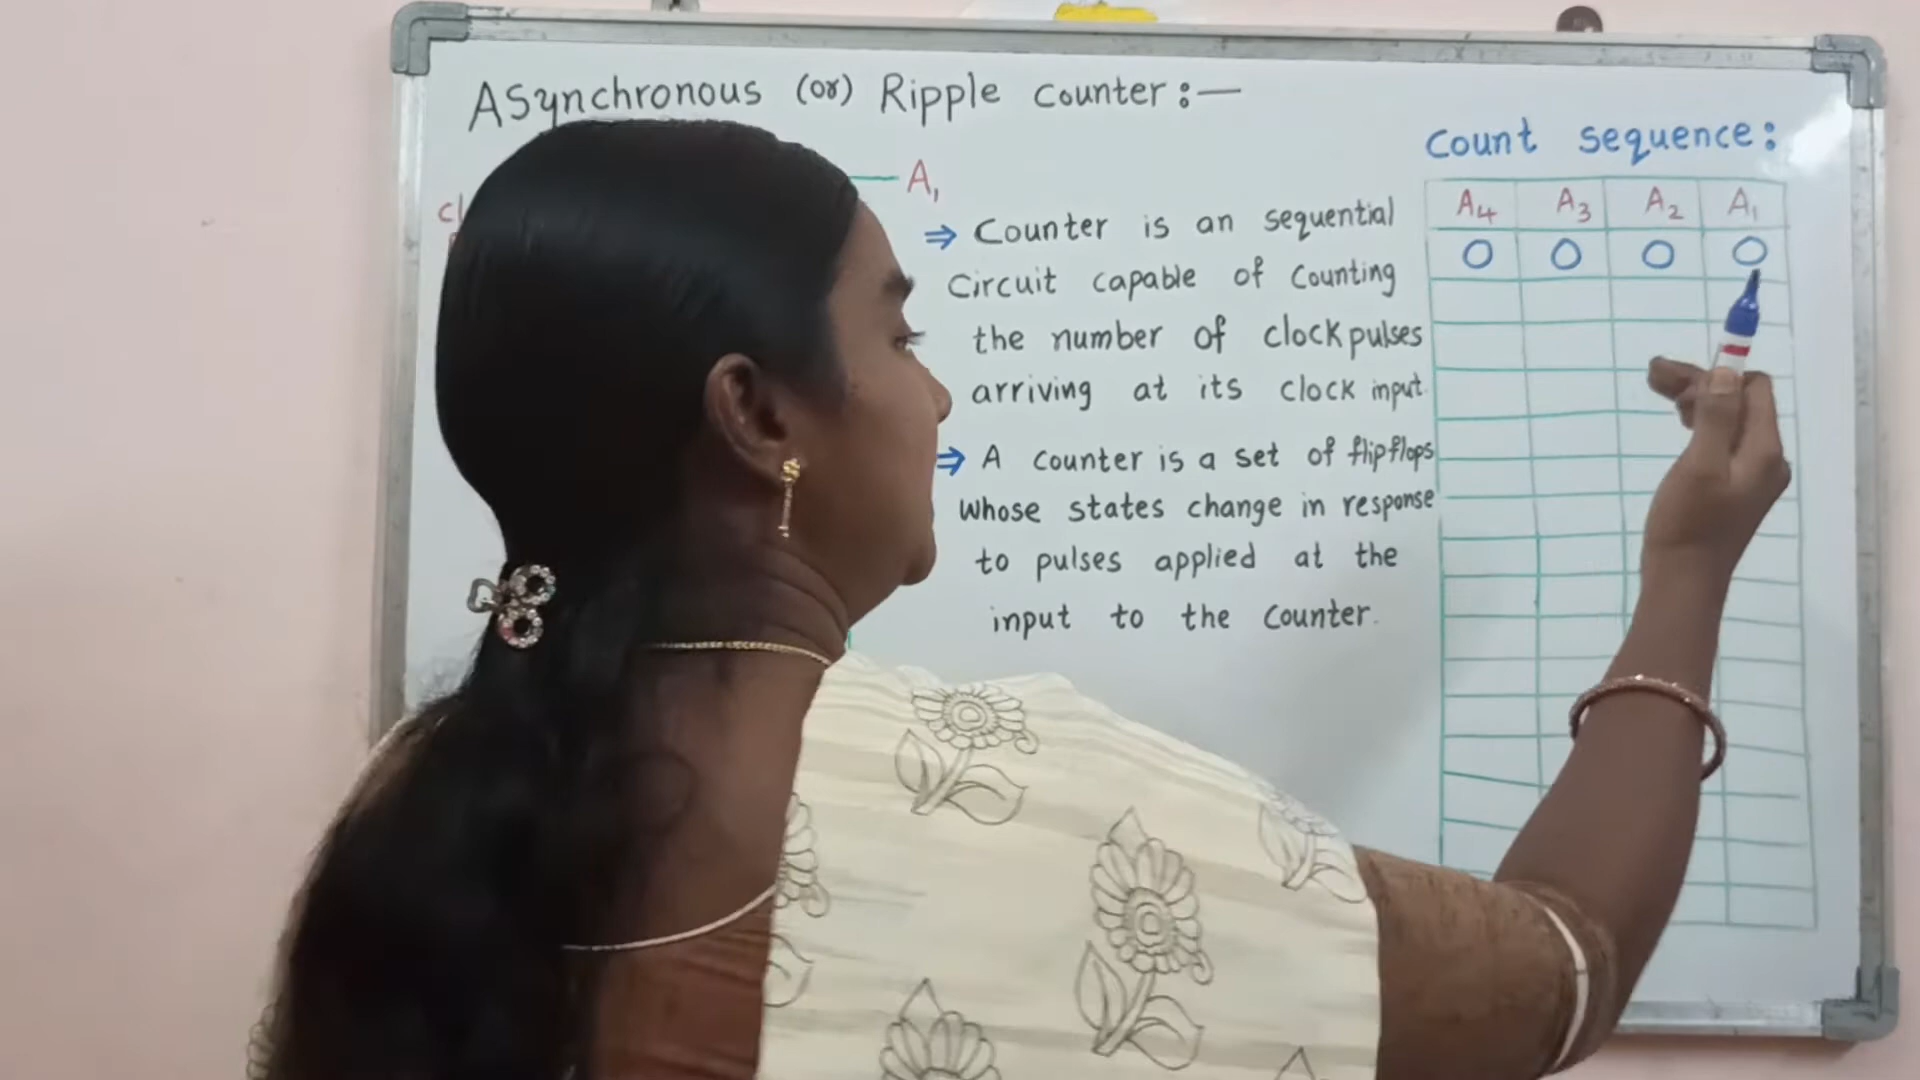 Asynchronous (or) Ripple counter :—
A1
⇒ Counter is an sequential
Circuit capable of counting
the number of clock pulses
arriving at its clock input.
⇒ A counter is a set of flipflops
whose states change in response
to pulses applied at the
input to the counter.
Count sequence:
A4 A3 A2 A1
0 0 0 0